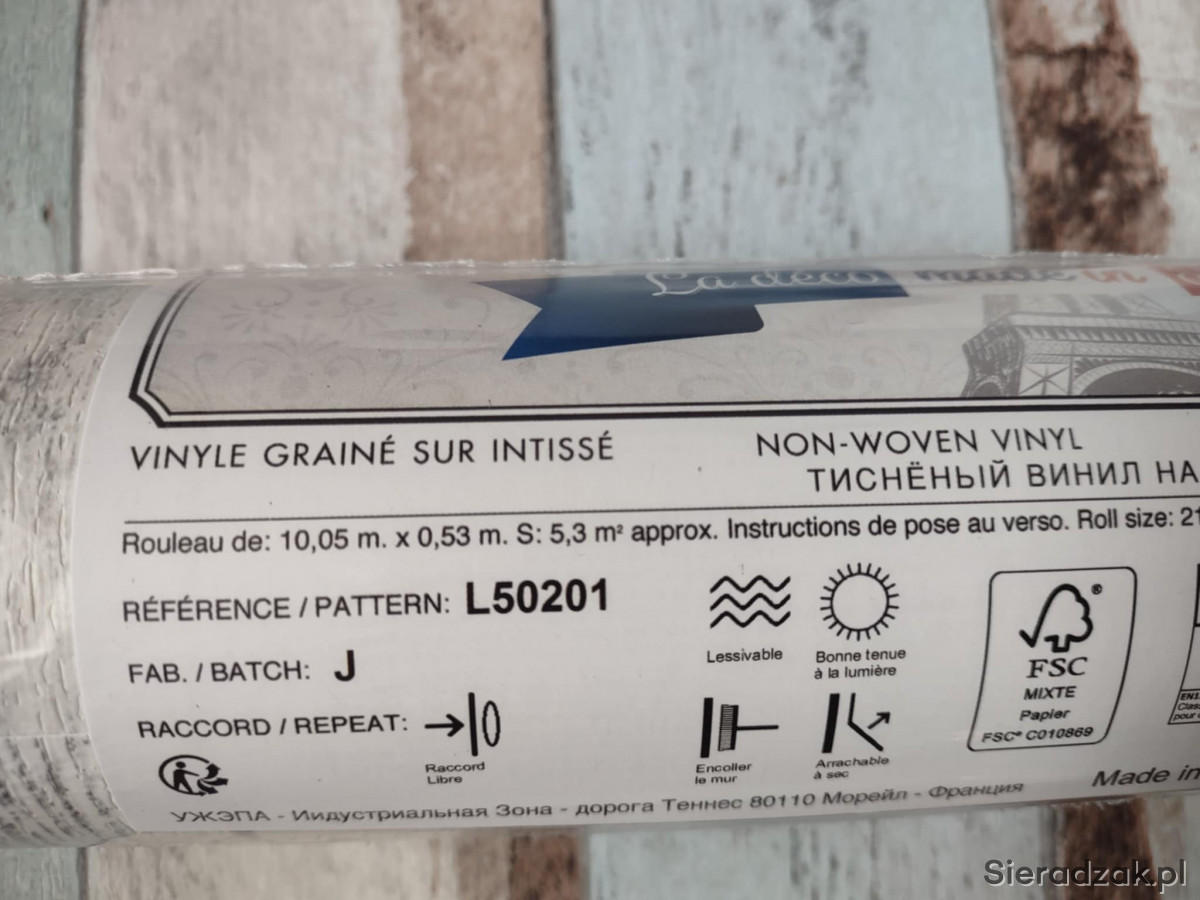 La déco made in
VINYLE GRAINÉ SUR INTISSÉ
NON-WOVEN VINYL
ТИСНЁНЫЙ ВИНИЛ НА
Rouleau de: 10,05 m. x 0,53 m. S: 5,3 m² approx. Instructions de pose au verso. Roll size: 21
RÉFÉRENCE / PATTERN: L50201
FAB. / BATCH: J
RACCORD / REPEAT:
Raccord
Libre
Lessivable
Bonne tenue
à la lumière
Encoller
le mur
Arrachable
à sec
®
FSC
MIXTE
Papier
FSC® C010869
Made in
УЖЭПА - Индустриальная Зона - дорога Теннес 80110 Морейл - Франция
Sieradzak.pl